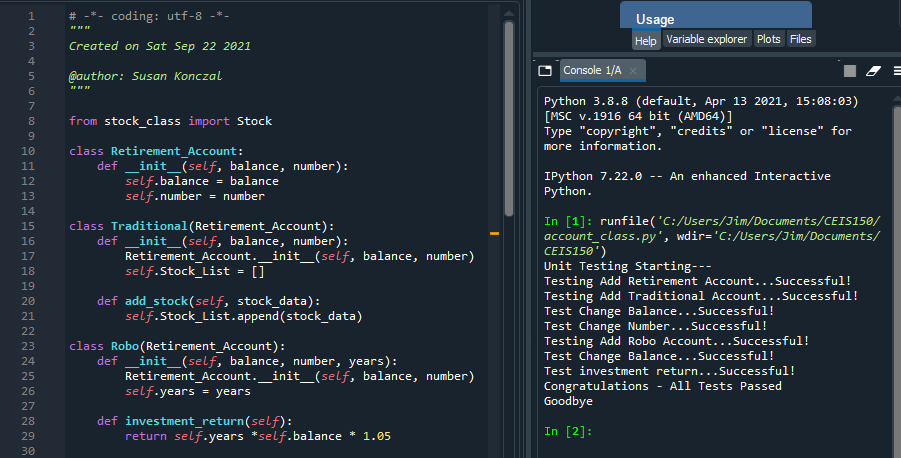 1 # -*- coding: utf-8 -*-
2 """
3 Created on Sat Sep 22 2021
4
5 @author: Susan Konczal
6 """
7
8 from stock_class import Stock
9
10 class Retirement_Account:
11     def __init__(self, balance, number):
12         self.balance = balance
13         self.number = number
14
15 class Traditional(Retirement_Account):
16     def __init__(self, balance, number):
17         Retirement_Account.__init__(self, balance, number)
18         self.Stock_List = []
19
20     def add_stock(self, stock_data):
21         self.Stock_List.append(stock_data)
22
23 class Robo(Retirement_Account):
24     def __init__(self, balance, number, years):
25         Retirement_Account.__init__(self, balance, number)
26         self.years = years
27
28     def investment_return(self):
29         return self.years *self.balance * 1.05
30
Usage
Help Variable explorer Plots Files
Console 1/A
Python 3.8.8 (default, Apr 13 2021, 15:08:03)
[MSC v.1916 64 bit (AMD64)]
Type "copyright", "credits" or "license" for
more information.
IPython 7.22.0 -- An enhanced Interactive
Python.
In [1]: runfile('C:/Users/Jim/Documents/CEIS150/
account_class.py', wdir='C:/Users/Jim/Documents/
CEIS150')
Unit Testing Starting---
Testing Add Retirement Account...Successful!
Testing Add Traditional Account...Successful!
Test Change Balance...Successful!
Test Change Number...Successful!
Testing Add Robo Account...Successful!
Test Change Balance...Successful!
Test investment return...Successful!
Congratulations - All Tests Passed
Goodbye
In [2]: